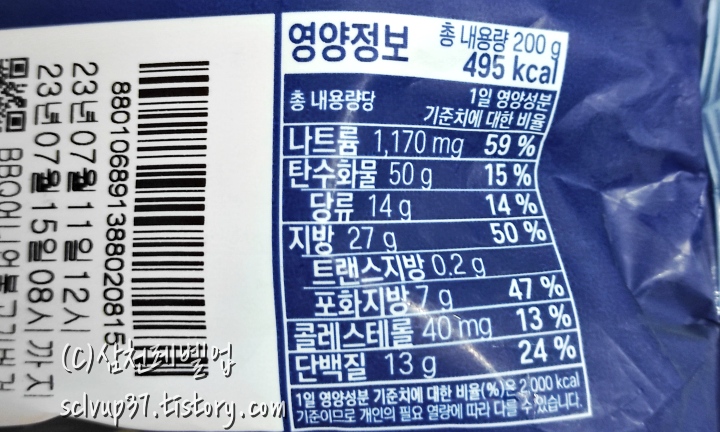 영양정보 총 내용량 200 g
495 kcal
총 내용량당 1일 영양성분
기준치에 대한 비율
나트륨 1,170 mg 59 %
탄수화물 50 g 15 %
당류 14 g 14 %
지방 27 g 50 %
트랜스지방 0.2 g
포화지방 7 g 47 %
콜레스테롤 40 mg 13 %
단백질 13 g 24 %
1일 영양성분 기준치에 대한 비율(%)은 2,000 kcal
기준이므로 개인의 필요 열량에 따라 다를 수 있습니다.
880106891388020815
23년07월11일12시
23년07월15일08시까지
(C)삼천레벨업
sclvup37.tistory.com